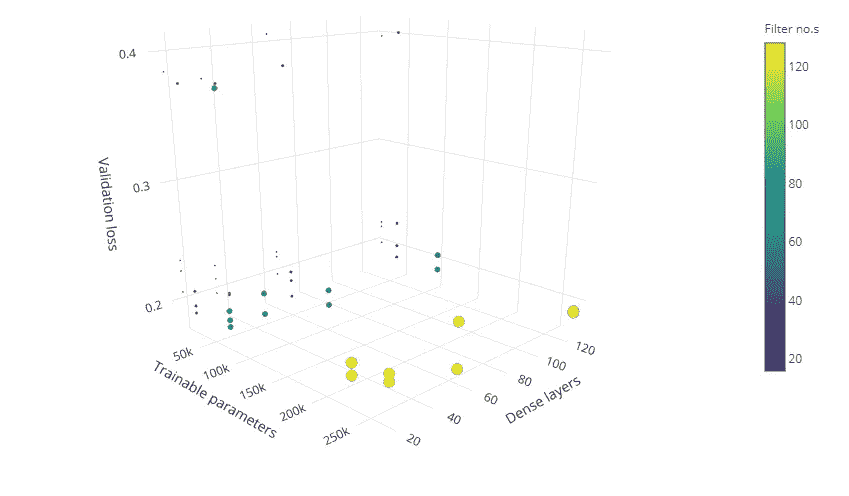 Filter no.s
120
100
80
60
40
20
0.4
0.3
0.2
Validation loss
50k
100k
150k
200k
250k
Trainable parameters
20
40
60
80
100
120
Dense layers